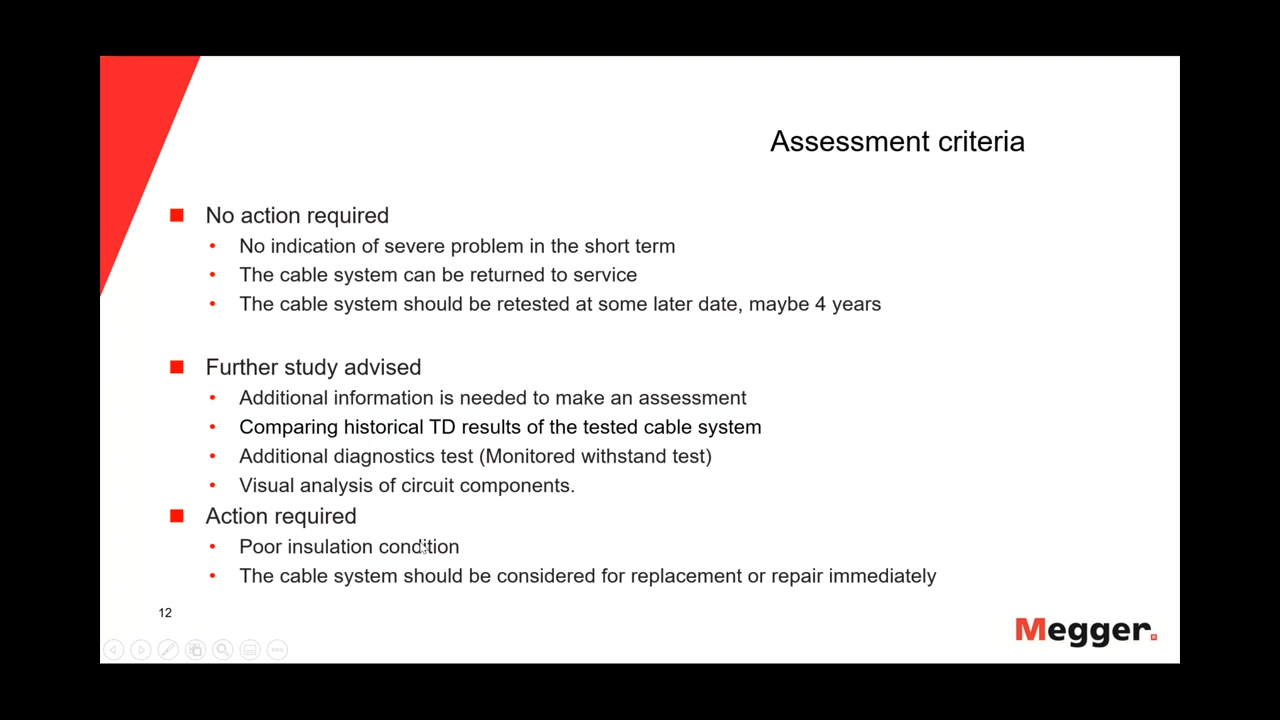 Assessment criteria
No action required
No indication of severe problem in the short term
The cable system can be returned to service
The cable system should be retested at some later date, maybe 4 years
Further study advised
Additional information is needed to make an assessment
Comparing historical TD results of the tested cable system
Additional diagnostics test (Monitored withstand test)
Visual analysis of circuit components.
Action required
Poor insulation condition
The cable system should be considered for replacement or repair immediately
12
Megger.